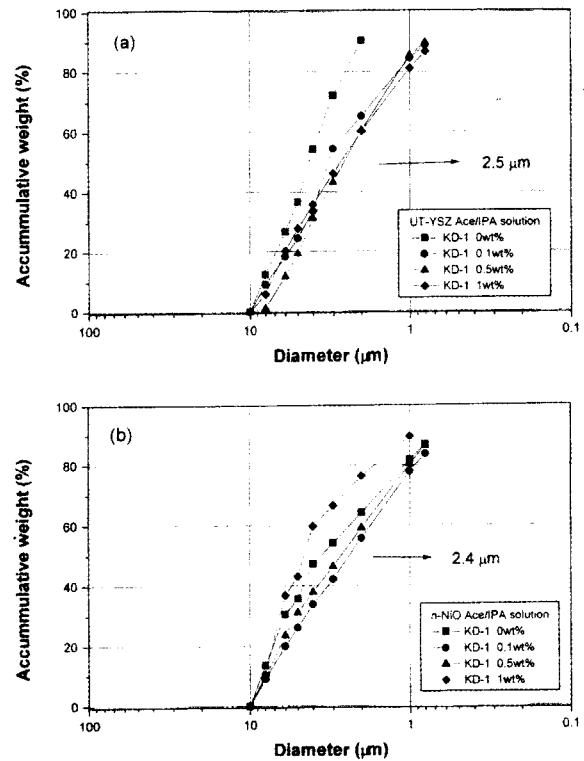 (a)
Accummulative weight (%)
100
80
60
40
20
0
2.5 μm
UT-YSZ Ace/IPA solution
KD-1 0wt%
KD-1 0.1wt%
KD-1 0.5wt%
KD-1 1wt%
100
10
1
0.1
Diameter (μm)
(b)
Accummulative weight (%)
100
80
60
40
20
0
2.4 μm
n-NiO Ace/IPA solution
KD-1 0wt%
KD-1 0.1wt%
KD-1 0.5wt%
KD-1 1wt%
100
10
1
0.1
Diameter (μm)